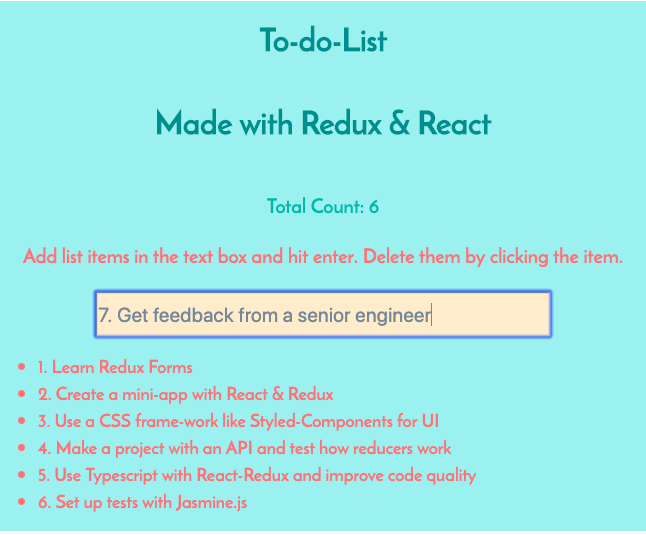 To-do-List
Made with Redux & React
Total Count: 6
Add list items in the text box and hit enter. Delete them by clicking the item.
7. Get feedback from a senior engineer
• 1. Learn Redux Forms
• 2. Create a mini-app with React & Redux
• 3. Use a CSS frame-work like Styled-Components for UI
• 4. Make a project with an API and test how reducers work
• 5. Use Typescript with React-Redux and improve code quality
• 6. Set up tests with Jasmine.js